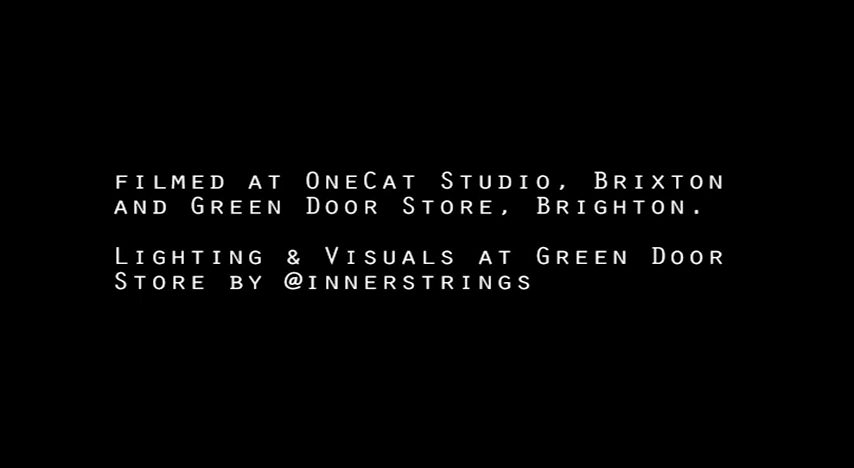 filmed at OneCat Studio, Brixton
and Green Door Store, Brighton.
Lighting & Visuals at Green Door
Store by @innerstrings